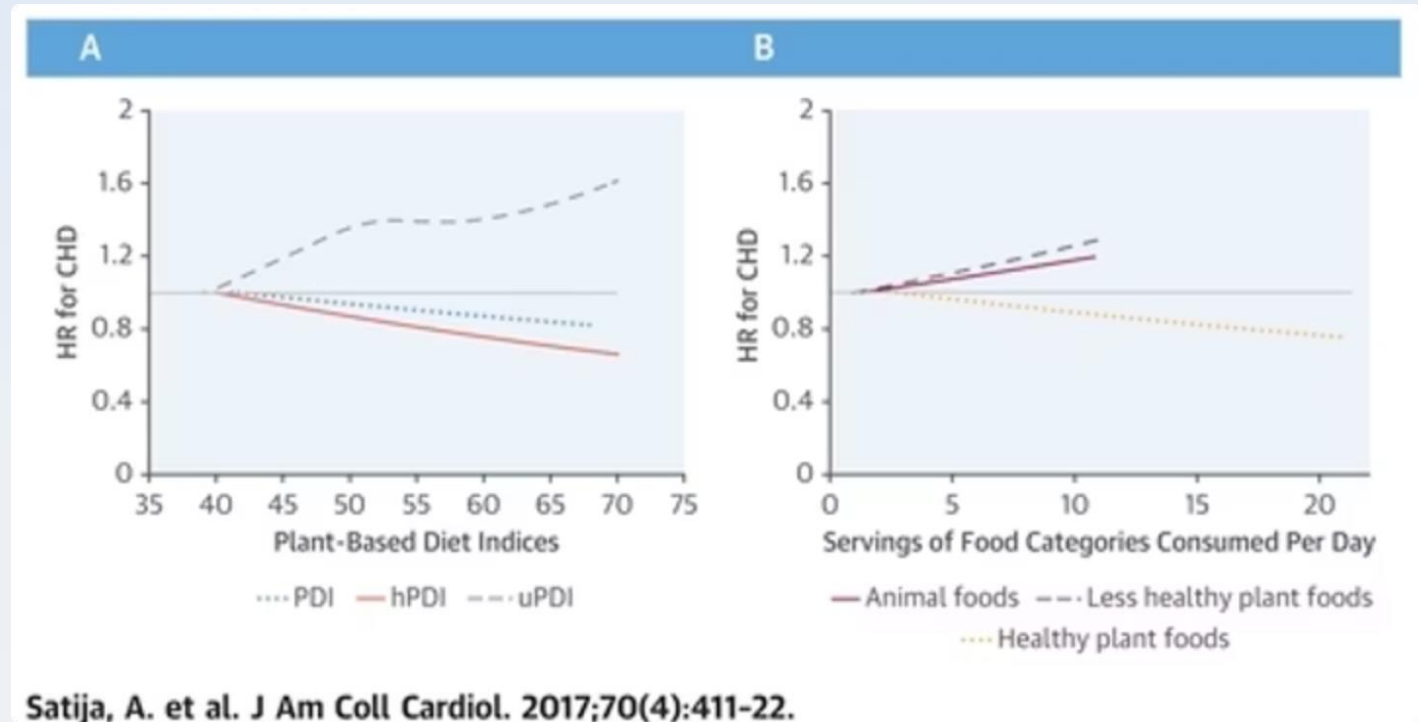 A
B
2
1.6
1.2
0.8
0.4
0
HR for CHD
35 40 45 50 55 60 65 70 75
Plant-Based Diet Indices
PDI hPDI uPDI
2
1.6
1.2
0.8
0.4
0
HR for CHD
0 5 10 15 20
Servings of Food Categories Consumed Per Day
Animal foods Less healthy plant foods
Healthy plant foods
Satija, A. et al. J Am Coll Cardiol. 2017;70(4):411-22.